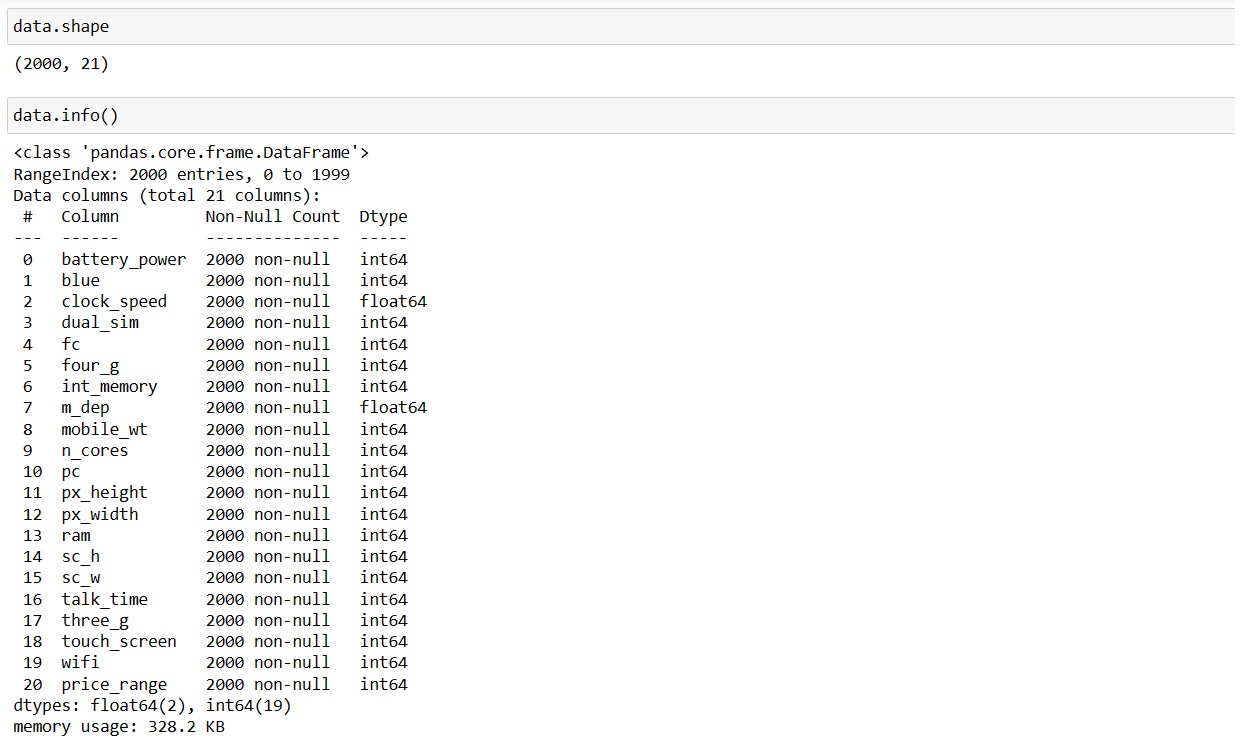 data.shape
(2000, 21)
data.info()
<class 'pandas.core.frame.DataFrame'>
RangeIndex: 2000 entries, 0 to 1999
Data columns (total 21 columns):
 #   Column         Non-Null Count  Dtype
---  ------         --------------  -----
 0   battery_power  2000 non-null   int64
 1   blue           2000 non-null   int64
 2   clock_speed    2000 non-null   float64
 3   dual_sim       2000 non-null   int64
 4   fc             2000 non-null   int64
 5   four_g         2000 non-null   int64
 6   int_memory     2000 non-null   int64
 7   m_dep          2000 non-null   float64
 8   mobile_wt      2000 non-null   int64
 9   n_cores        2000 non-null   int64
 10  pc             2000 non-null   int64
 11  px_height      2000 non-null   int64
 12  px_width       2000 non-null   int64
 13  ram            2000 non-null   int64
 14  sc_h           2000 non-null   int64
 15  sc_w           2000 non-null   int64
 16  talk_time      2000 non-null   int64
 17  three_g        2000 non-null   int64
 18  touch_screen   2000 non-null   int64
 19  wifi           2000 non-null   int64
 20  price_range    2000 non-null   int64
dtypes: float64(2), int64(19)
memory usage: 328.2 KB